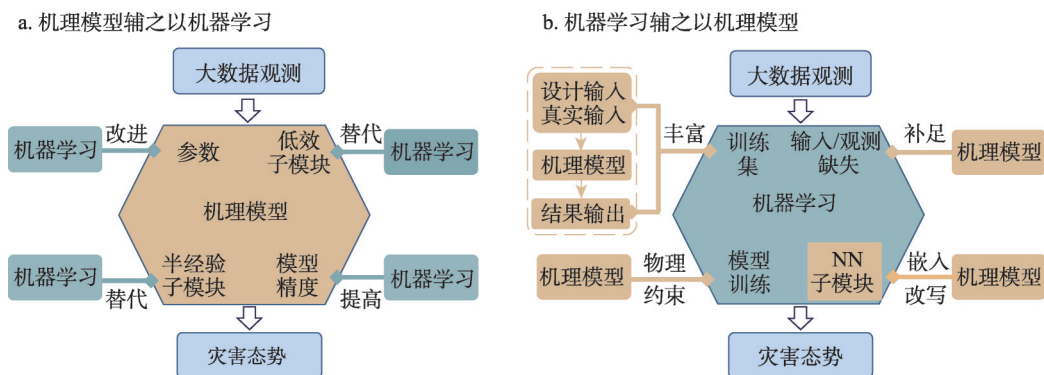 a. 机理模型辅之以机器学习
大数据观测
机器学习
改进
参数
低效
子模块
替代
机器学习
机理模型
机器学习
替代
半经验
子模块
模型
精度
提高
机器学习
灾害态势
b. 机器学习辅之以机理模型
大数据观测
设计输入
真实输入
机理模型
结果输出
丰富
训练
集
输入/观测
缺失
补足
机理模型
机器学习
机理模型
物理
约束
模型
训练
NN
子模块
嵌入
改写
机理模型
灾害态势